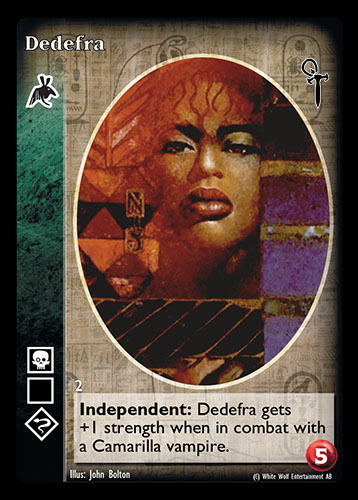 Dedefra
2
Independent: Dedefra gets
+1 strength when in combat with
a Camarilla vampire.
5
Illus: John Bolton
(C) White Wolf Entertainment AB